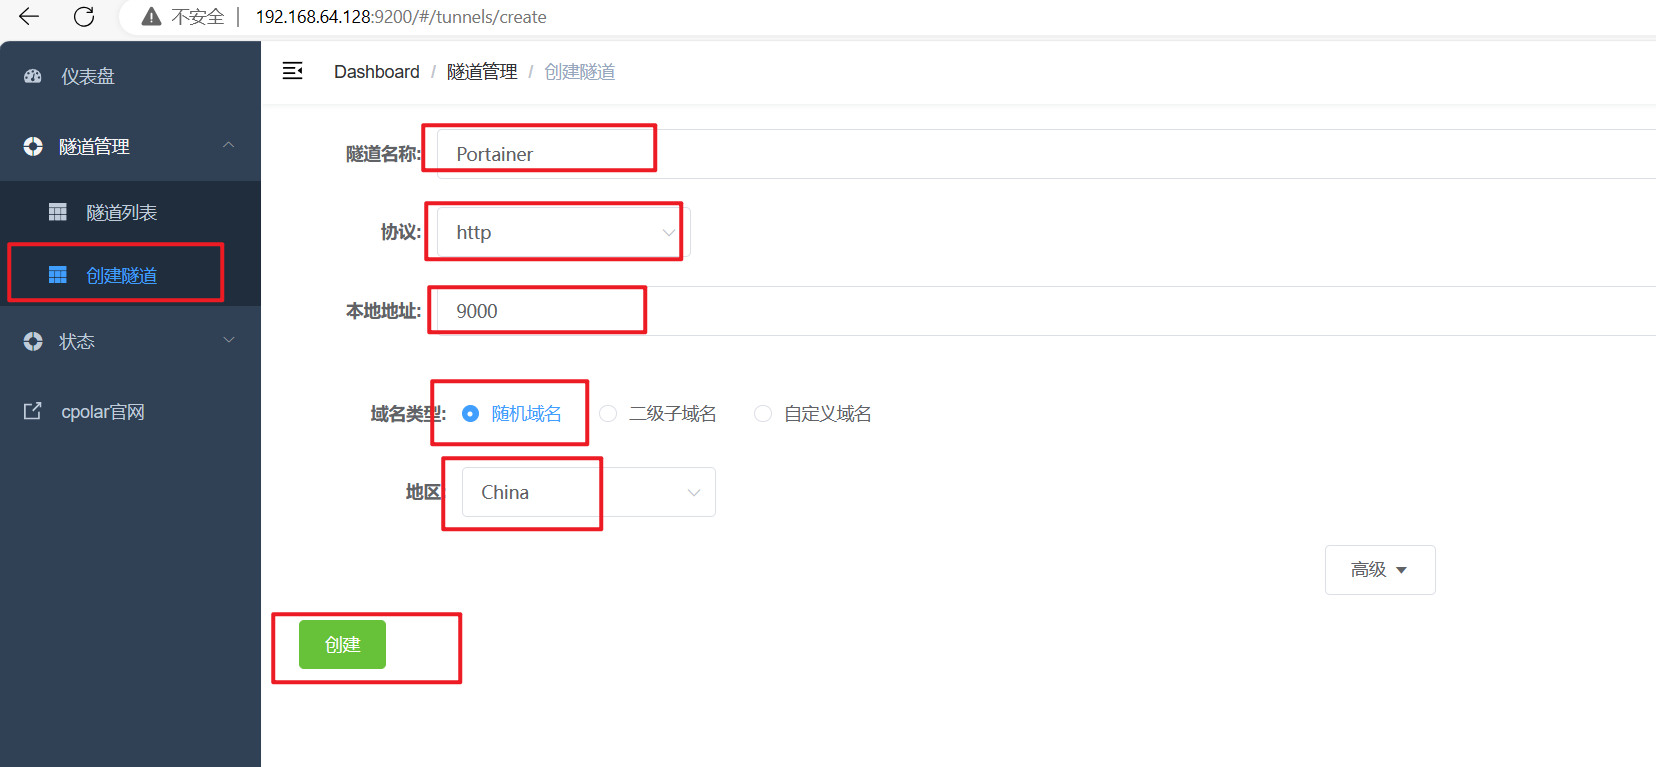 不安全 192.168.64.128:9200/#/tunnels/create
仪表盘
隧道管理
隧道列表
创建隧道
状态
cpolar官网
Dashboard / 隧道管理 / 创建隧道
隧道名称: Portainer
协议: http
本地地址: 9000
域名类型: 随机域名 二级子域名 自定义域名
地区 China
高级
创建